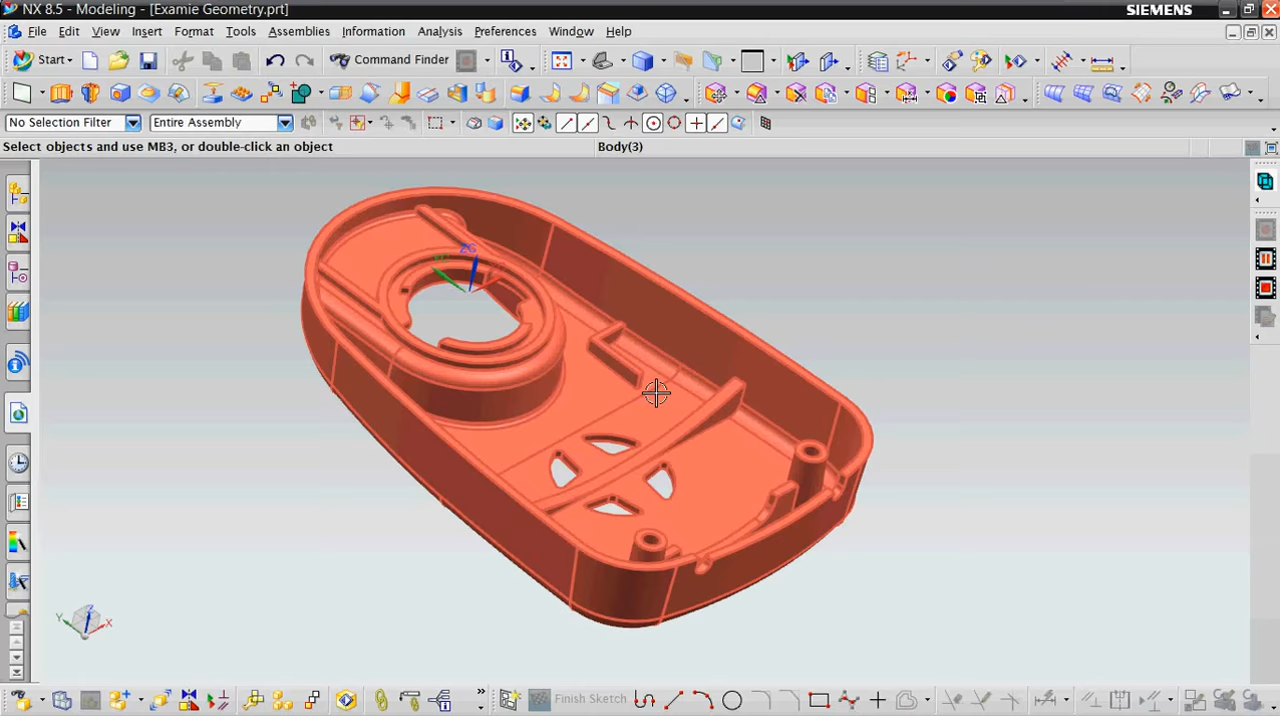 NX 8.5 - Modeling - [Examie Geometry.prt]
SIEMENS
File Edit View Insert Format Tools Assemblies Information Analysis Preferences Window Help
Start Command Finder
No Selection Filter Entire Assembly
Select objects and use MB3, or double-click an object Body(3)
ZC
Z
Y X
Finish Sketch